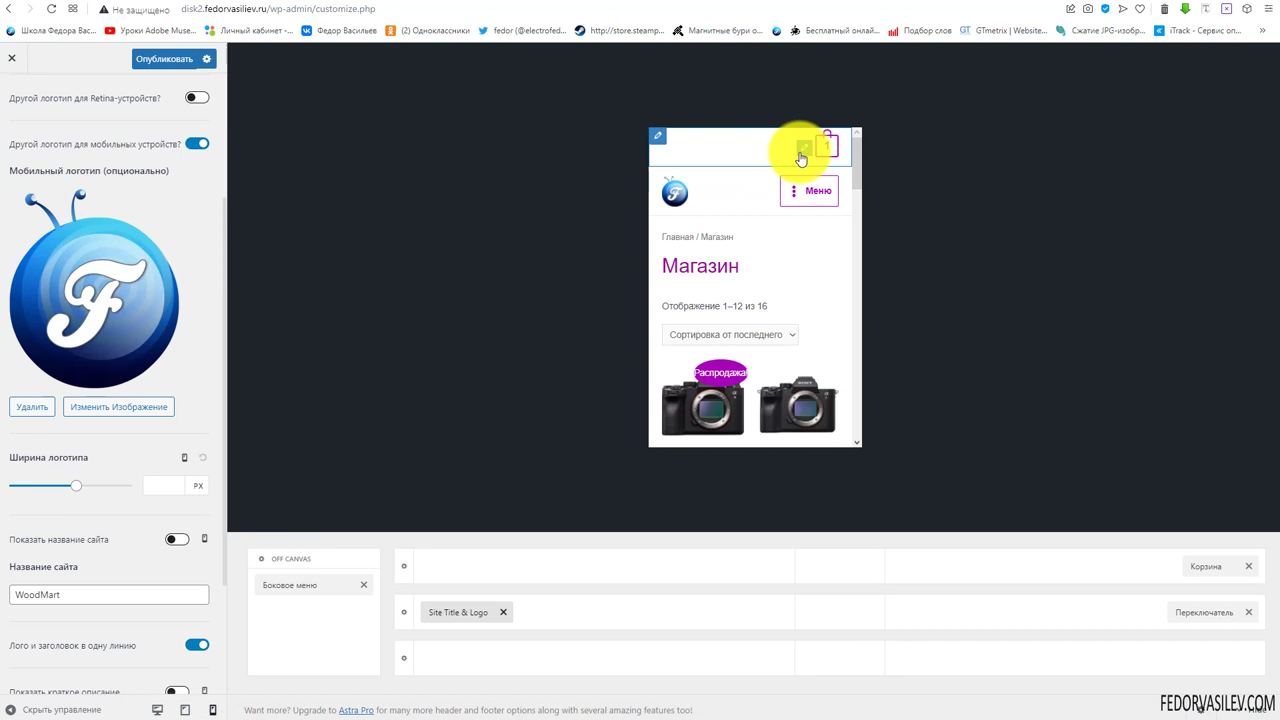 disk2.fedorvasiliev.ru/wp-admin/customize.php
Не защищено
Школа Федора Вас...
Уроки Adobe Muse...
Личный кабинет -...
Федор Васильев
(2) Одноклассники
fedor (@electrofed...
http://store.steamp...
Магнитные бури о...
Бесплатный онлай...
Подбор слов
GTmetrix | Website...
Сжатие JPG-изобр...
iTrack - Сервис оп...
Опубликовать
Другой логотип для Retina-устройств?
Другой логотип для мобильных устройств?
Мобильный логотип (опционально)
F
Удалить
Изменить Изображение
Ширина логотипа
PX
Показать название сайта
Название сайта
WoodMart
Лого и заголовок в одну линию
Показать краткое описание
Скрыть управление
1
F
Меню
Главная / Магазин
Магазин
Отображение 1–12 из 16
Сортировка от последнего
Распродажа!
OFF CANVAS
Боковое меню
Корзина
Site Title & Logo
Переключатель
Want more? Upgrade to Astra Pro for many more header and footer options along with several amazing features too!
FEDORVASILEV.COM